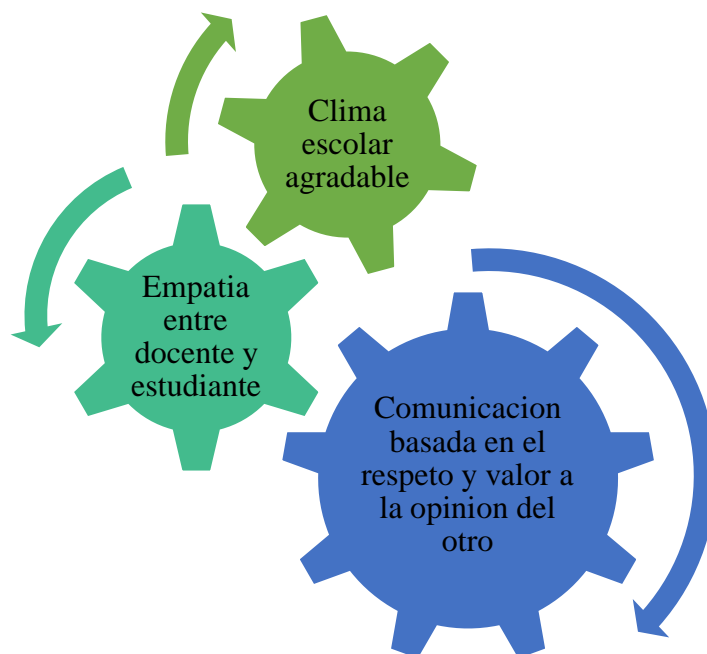 Clima
escolar
agradable
Empatia
entre
docente y
estudiante
Comunicacion
basada en el
respeto y valor a
la opinion del
otro